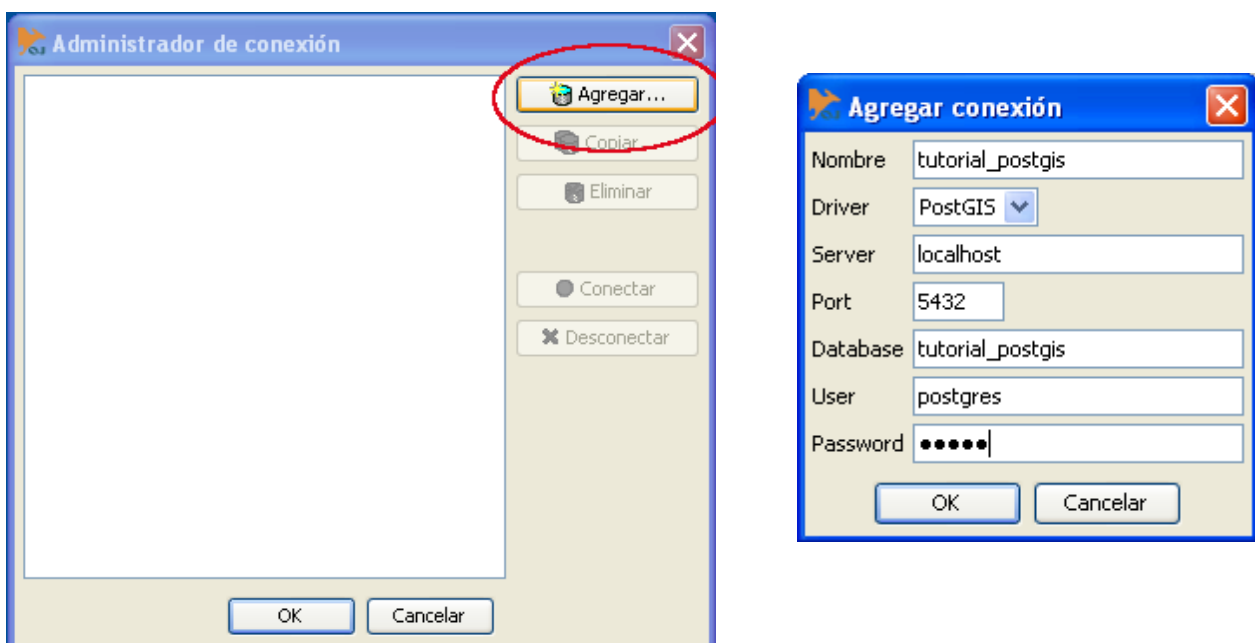 Administrador de conexión
Agregar...
Copiar...
Eliminar
Conectar
Desconectar
OK Cancelar
Agregar conexión
Nombre tutorial_postgis
Driver PostGIS
Server localhost
Port 5432
Database tutorial_postgis
User postgres
Password •••••
OK Cancelar